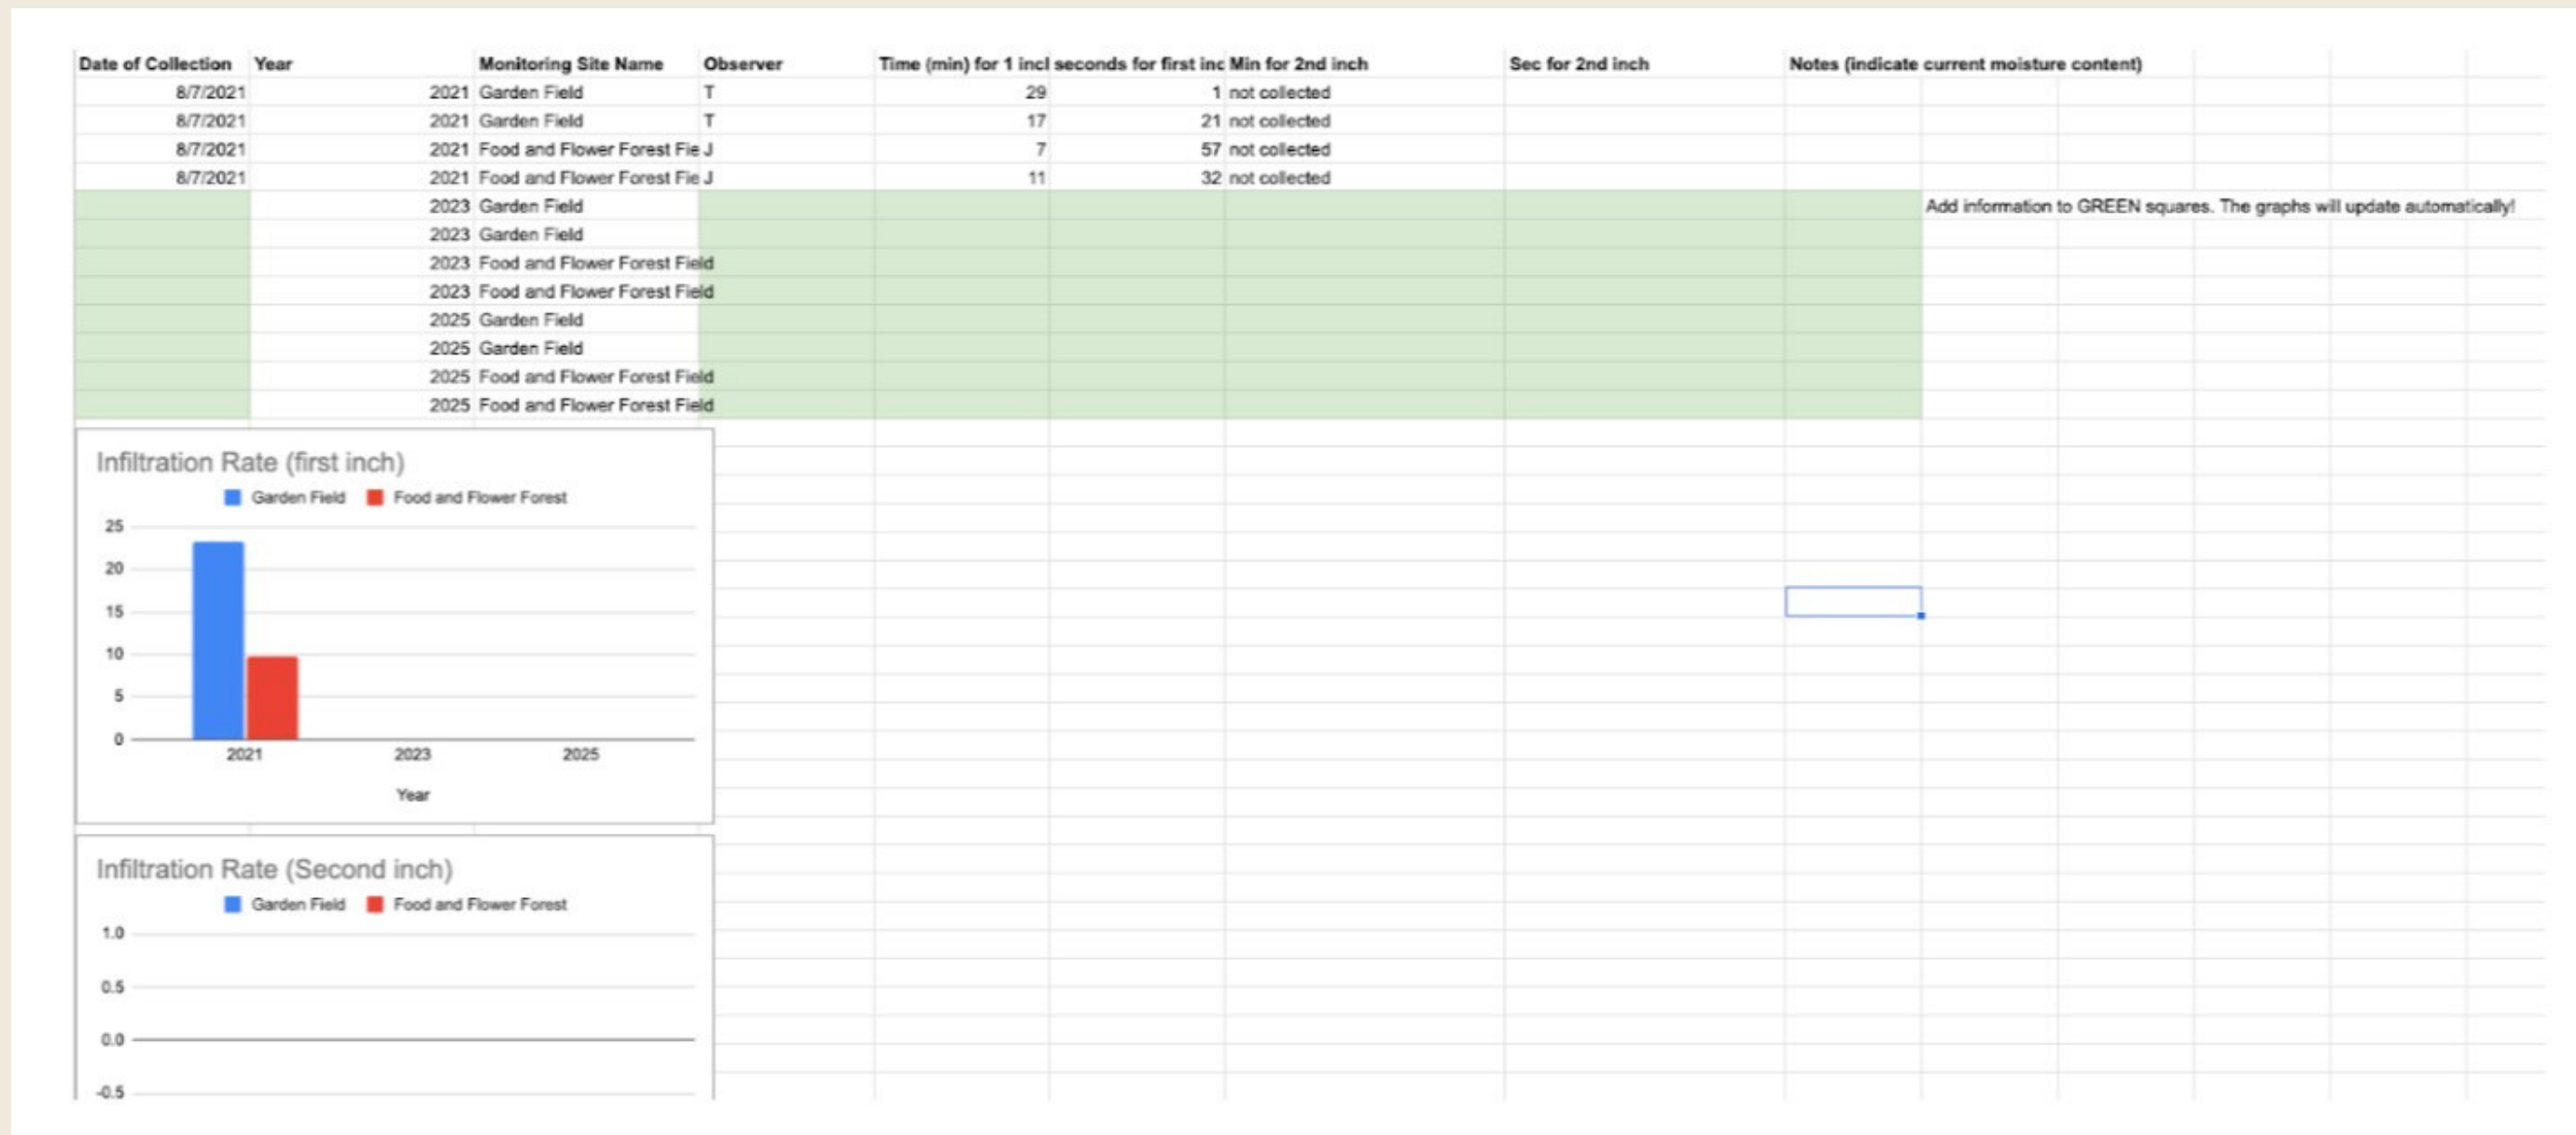 Date of Collection Year Monitoring Site Name Observer Time (min) for 1 incl seconds for first inc Min for 2nd inch Sec for 2nd inch Notes (indicate current moisture content)
8/7/2021 2021 Garden Field T 29 1 not collected
8/7/2021 2021 Garden Field T 17 21 not collected
8/7/2021 2021 Food and Flower Forest Fie J 7 57 not collected
8/7/2021 2021 Food and Flower Forest Fie J 11 32 not collected
2023 Garden Field Add information to GREEN squares. The graphs will update automatically!
2023 Garden Field
2023 Food and Flower Forest Field
2023 Food and Flower Forest Field
2025 Garden Field
2025 Garden Field
2025 Food and Flower Forest Field
2025 Food and Flower Forest Field
Infiltration Rate (first inch)
Garden Field Food and Flower Forest
25
20
15
10
5
0
2021 2023 2025
Year
Infiltration Rate (Second inch)
Garden Field Food and Flower Forest
1.0
0.5
0.0
-0.5